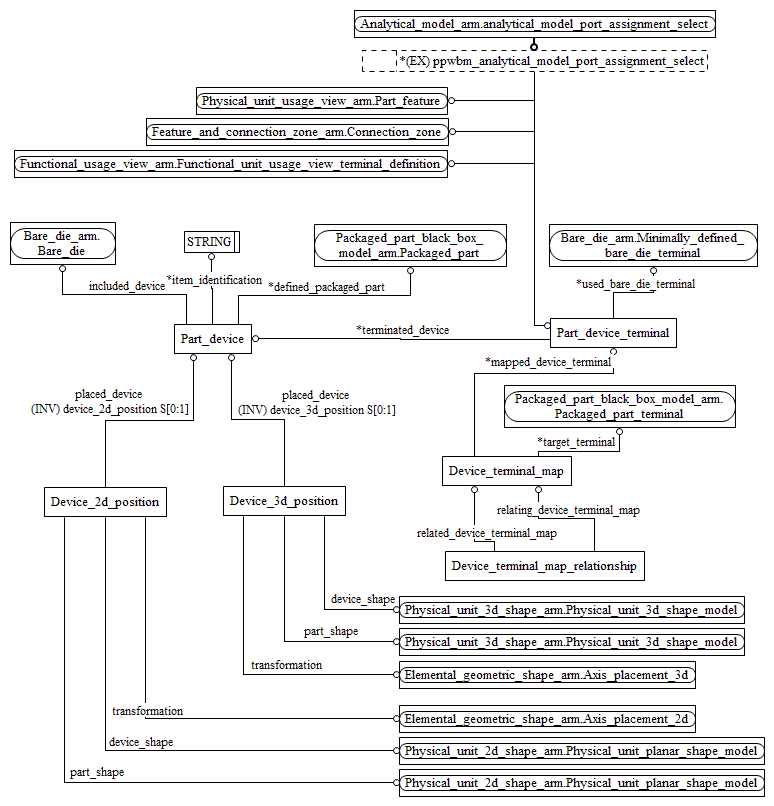 Analytical_model_arm.analytical_model_port_assignment_select
*(EX) ppwbm_analytical_model_port_assignment_select
Physical_unit_usage_view_arm.Part_feature
Feature_and_connection_zone_arm.Connection_zone
Functional_usage_view_arm.Functional_unit_usage_view_terminal_definition
Bare_die_arm.
Bare_die
STRING
Packaged_part_black_box_
model_arm.Packaged_part
Bare_die_arm.Minimally_defined_
bare_die_terminal
included_device
*item_identification
*defined_packaged_part
*used_bare_die_terminal
Part_device
*terminated_device
Part_device_terminal
*mapped_device_terminal
placed_device
(INV) device_2d_position S[0:1]
placed_device
(INV) device_3d_position S[0:1]
Packaged_part_black_box_model_arm.
Packaged_part_terminal
*target_terminal
Device_terminal_map
Device_2d_position
Device_3d_position
relating_device_terminal_map
related_device_terminal_map
Device_terminal_map_relationship
device_shape
Physical_unit_3d_shape_arm.Physical_unit_3d_shape_model
part_shape
Physical_unit_3d_shape_arm.Physical_unit_3d_shape_model
transformation
Elemental_geometric_shape_arm.Axis_placement_3d
transformation
Elemental_geometric_shape_arm.Axis_placement_2d
device_shape
Physical_unit_2d_shape_arm.Physical_unit_planar_shape_model
part_shape
Physical_unit_2d_shape_arm.Physical_unit_planar_shape_model